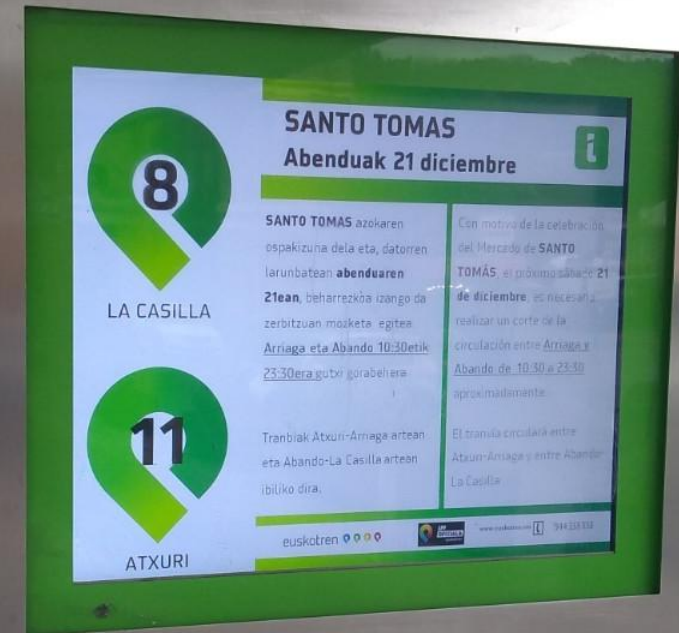 8
LA CASILLA
11
ATXURI
SANTO TOMAS
Abenduak 21 diciembre
i
SANTO TOMAS azokaren
ospakizuna dela eta, datorren
larunbatean abenduaren
21ean, beharrezkoa izango da
zerbitzuan mozketa egitea
Arriaga eta Abando 10:30etik
23:30era gutxi gorabehera
Tranbiak Atxuri-Arriaga artean
eta Abando-La Casilla artean
ibiliko dira.
Con motivo de la celebración
del Mercado de SANTO
TOMÁS, el próximo sábado 21
de diciembre, es necesario
realizar un corte de la
circulación entre Arriaga y
Abando de 10:30 a 23:30
aproximadamente.
El tranvía circulará entre
Atxuri-Arriaga y entre Abando-
La Casilla
euskotren
i